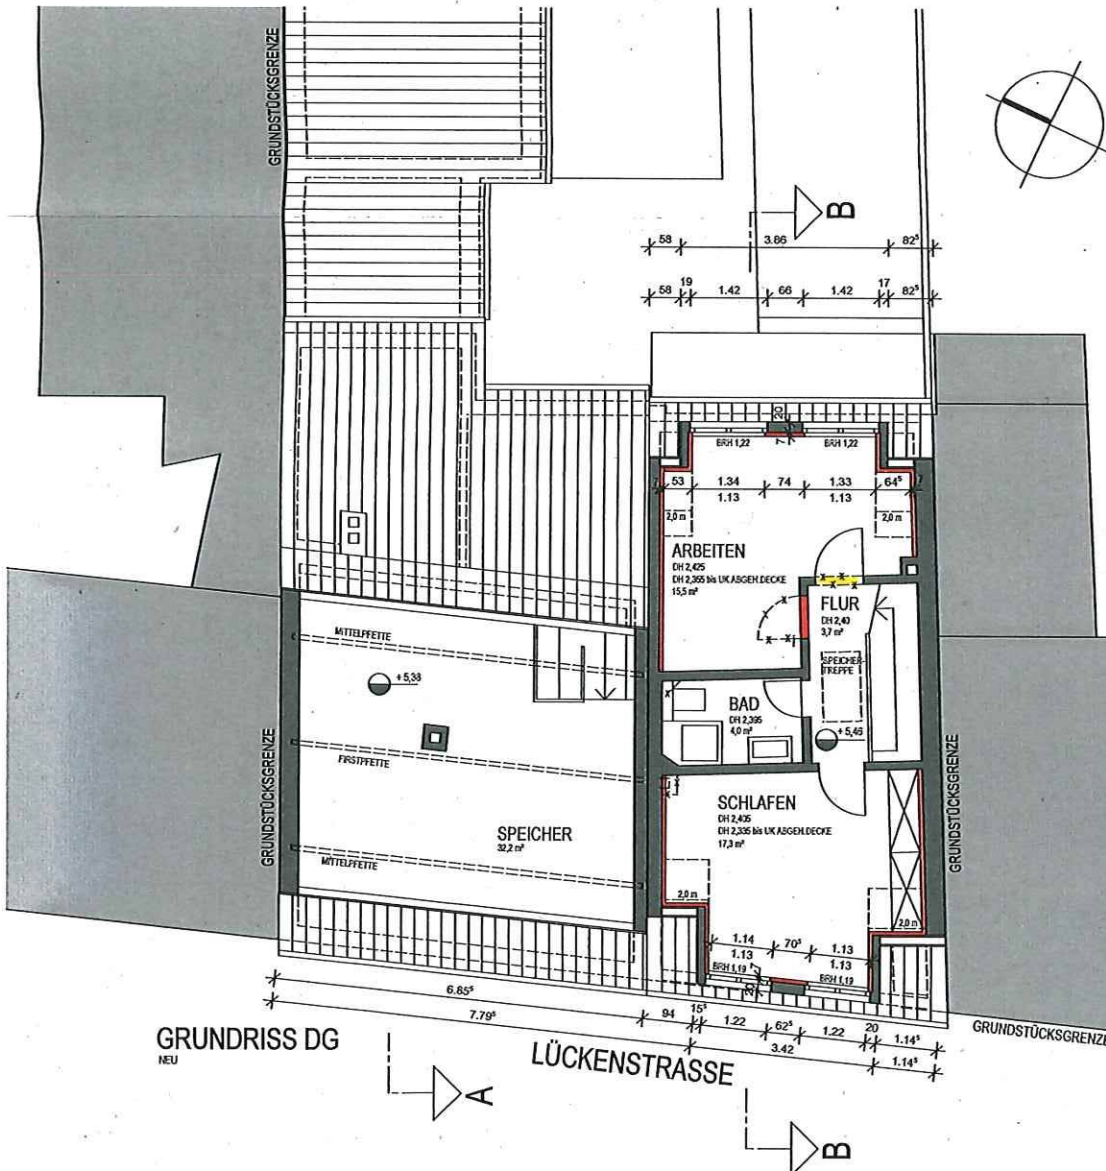 GRUNDSTÜCKSGRENZE
B
58 3.86 82⁵
19 17
58 1.42 66 1.42 82⁵
20
7
BRH 1,22 BRH 1,22
7 53 1.34 74 1.33 64⁵ 7
1.13 1.13
2,0 m 2,0 m
ARBEITEN
DH 2,425
DH 2,355 bis UK ABGEH.DECKE
15,5 m²
FLUR
DH 2,40
3,7 m²
SPEICHER-
TREPPE
MITTELPFETTE
+ 5,38
BAD
DH 2,395
4,0 m²
+ 5,46
FIRSTPFETTE
GRUNDSTÜCKSGRENZE
GRUNDSTÜCKSGRENZE
SCHLAFEN
DH 2,405
DH 2,335 bis UK ABGEH.DECKE
17,3 m²
SPEICHER
32,2 m²
MITTELPFETTE
2,0 m
2,0 m
1.14 70⁵ 1.13
1.13 1.13
BRH 1,19 BRH 1,19
20 7
6.85⁵ 94 15⁵ 1.22 62⁵ 1.22 20 1.14⁵
7.79⁵ 3.42 1.14⁵
GRUNDSTÜCKSGRENZE
GRUNDRISS DG
NEU
LÜCKENSTRASSE
A
B